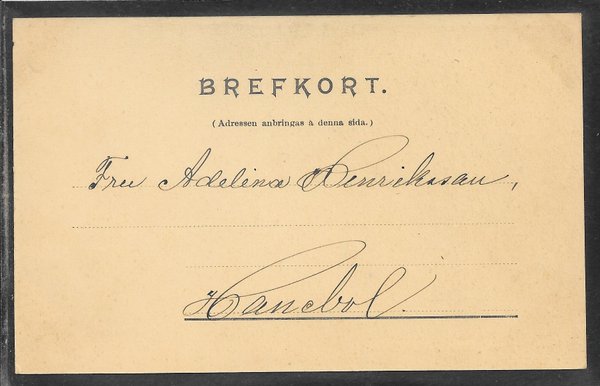 BREFKORT.
(Adressen anbringas å denna sida.)
Fru Adelina Henriksson,
Hanebol.